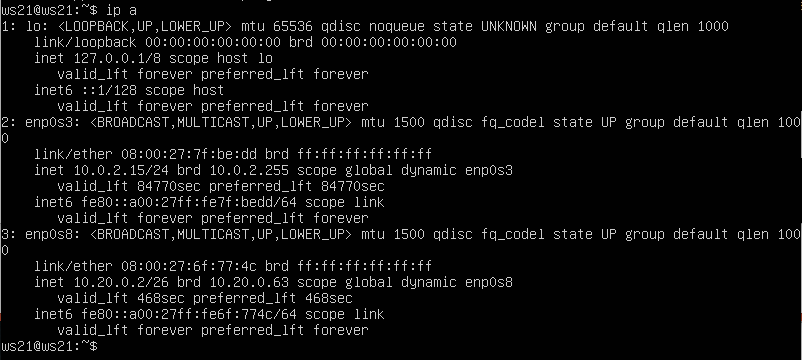 ws21@ws21:~$ ip a
1: lo: <LOOPBACK,UP,LOWER_UP> mtu 65536 qdisc noqueue state UNKNOWN group default qlen 1000
    link/loopback 00:00:00:00:00:00 brd 00:00:00:00:00:00
    inet 127.0.0.1/8 scope host lo
       valid_lft forever preferred_lft forever
    inet6 ::1/128 scope host
       valid_lft forever preferred_lft forever
2: enp0s3: <BROADCAST,MULTICAST,UP,LOWER_UP> mtu 1500 qdisc fq_codel state UP group default qlen 100
0
    link/ether 08:00:27:7f:be:dd brd ff:ff:ff:ff:ff:ff
    inet 10.0.2.15/24 brd 10.0.2.255 scope global dynamic enp0s3
       valid_lft 84770sec preferred_lft 84770sec
    inet6 fe80::a00:27ff:fe7f:bedd/64 scope link
       valid_lft forever preferred_lft forever
3: enp0s8: <BROADCAST,MULTICAST,UP,LOWER_UP> mtu 1500 qdisc fq_codel state UP group default qlen 100
0
    link/ether 08:00:27:6f:77:4c brd ff:ff:ff:ff:ff:ff
    inet 10.20.0.2/26 brd 10.20.0.63 scope global dynamic enp0s8
       valid_lft 468sec preferred_lft 468sec
    inet6 fe80::a00:27ff:fe6f:774c/64 scope link
       valid_lft forever preferred_lft forever
ws21@ws21:~$